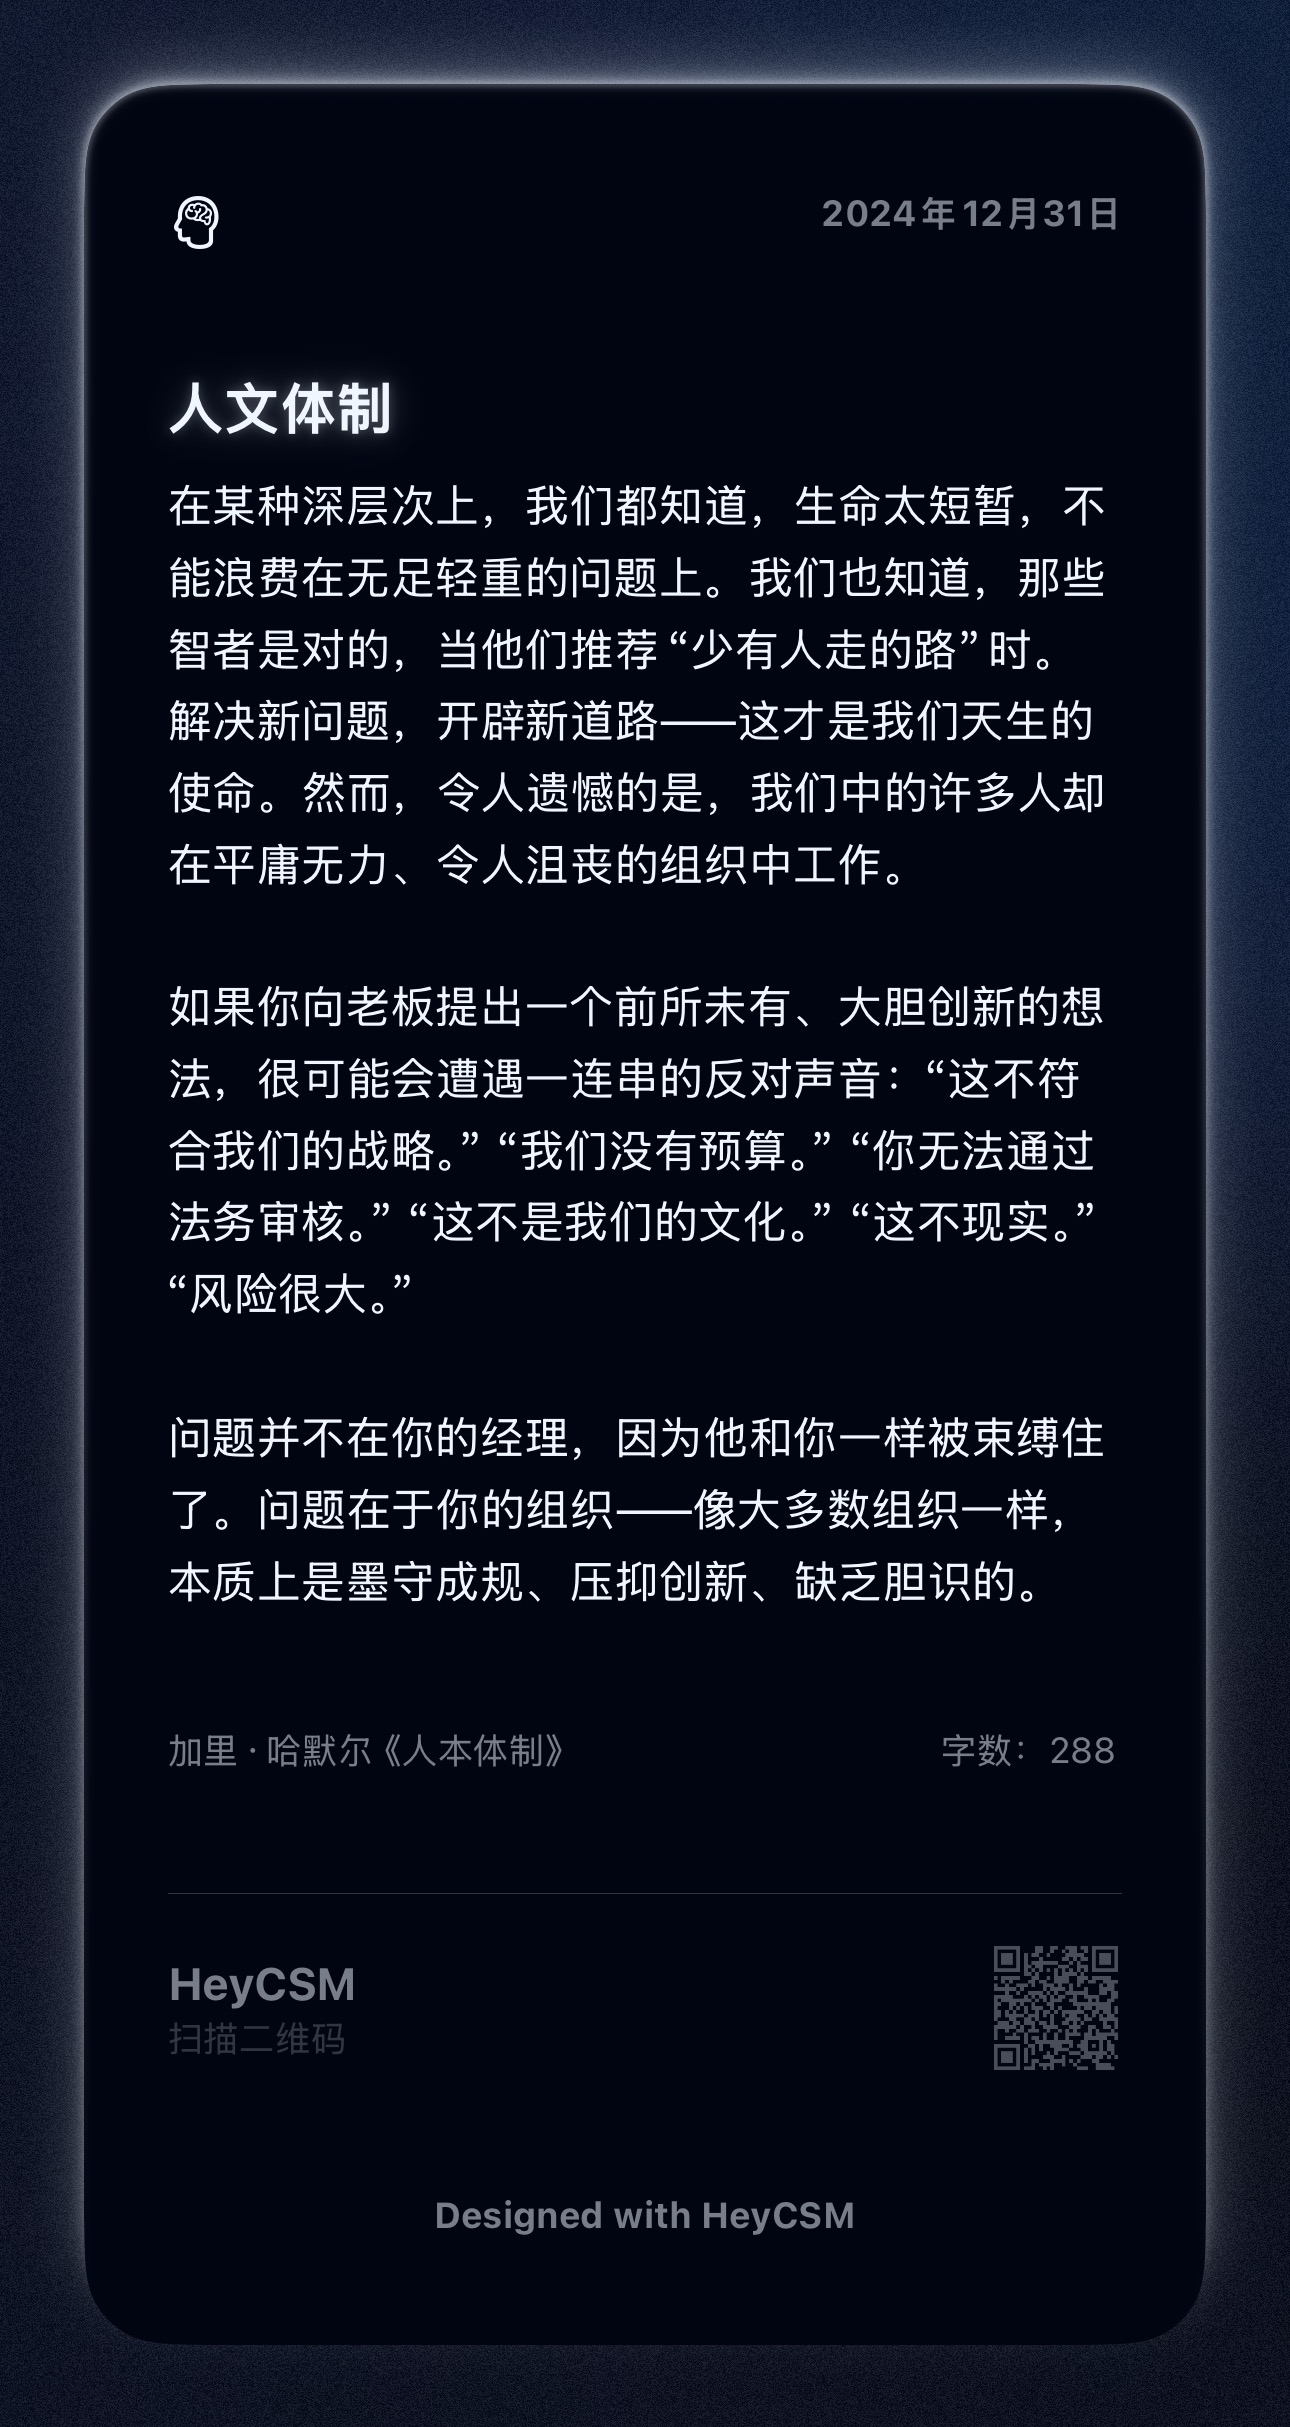 2024年12月31日
人文体制
在某种深层次上，我们都知道，生命太短暂，不
能浪费在无足轻重的问题上。我们也知道，那些
智者是对的，当他们推荐“少有人走的路”时。
解决新问题，开辟新道路——这才是我们天生的
使命。然而，令人遗憾的是，我们中的许多人却
在平庸无力、令人沮丧的组织中工作。
如果你向老板提出一个前所未有、大胆创新的想
法，很可能会遭遇一连串的反对声音：“这不符
合我们的战略。”“我们没有预算。”“你无法通过
法务审核。”“这不是我们的文化。”“这不现实。”
“风险很大。”
问题并不在你的经理，因为他和你一样被束缚住
了。问题在于你的组织——像大多数组织一样，
本质上是墨守成规、压抑创新、缺乏胆识的。
加里·哈默尔《人本体制》
字数：288
HeyCSM
扫描二维码
Designed with HeyCSM